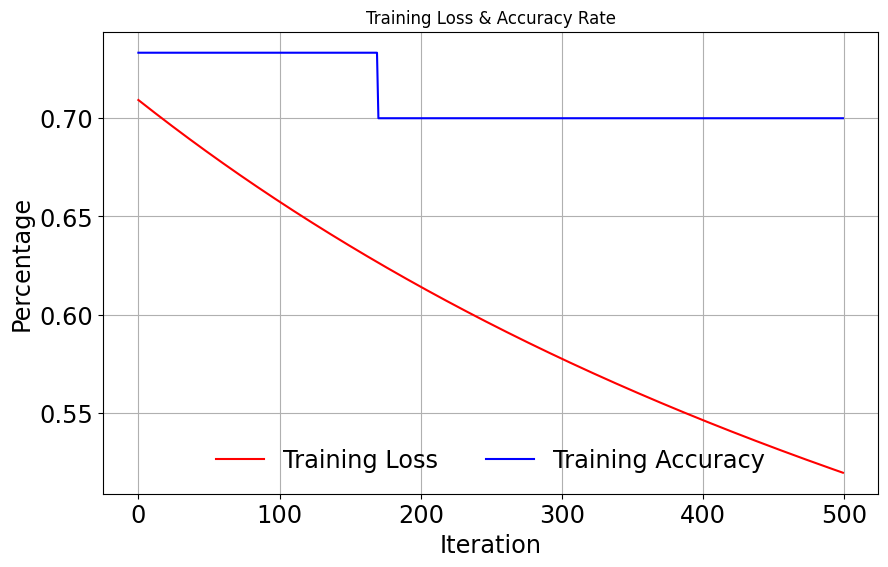 Training Loss & Accuracy Rate
Percentage
0.70
0.65
0.60
0.55
Training Loss
Training Accuracy
0
100
200
300
400
500
Iteration